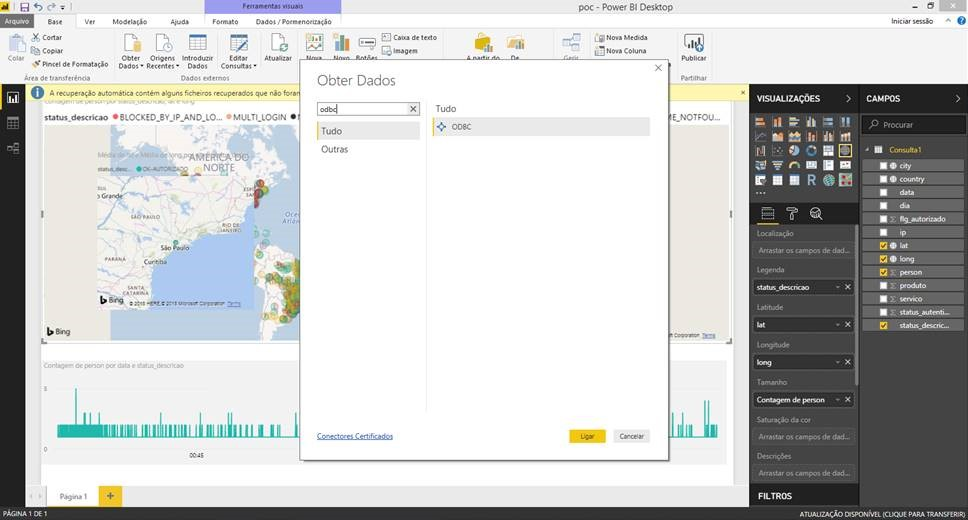 Ferramentas visuais
poc - Power BI Desktop
Arquivo
Base
Ver
Modelação
Ajuda
Formato
Dados / Pormenorização
Iniciar sessão
Colar
Cortar
Copiar
Pincel de Formatação
Área de transferência
Obter Dados
Origens Recentes
Introduzir Dados
Editar Consultas
Dados externos
Atualizar
Nova
Novo
Botões
Caixa de texto
Imagem
A partir do
De
Gerir
Nova Medida
Nova Coluna
Publicar
Partilhar
A recuperação automática contém alguns ficheiros recuperados que não foram
Contagem de person, lat e long
status_descricao
BLOCKED_BY_IP_AND_LO...
MULTI_LOGIN
ME_NOTFOU...
status_desc...
OK-AUTORIZADO
AMÉRICA DO NORTE
o Grande
SÃO PAULO
São Paulo
PARANÁ
Curitiba
SANTA CATARINA
RIO DE JANEIRO
Bing
© 2018 HERE, © 2018 Microsoft Corporation
Terms
Bing
Corporation
Terms
Contagem de person por data e status_descricao
5
0
00:45
Obter Dados
odbc
Tudo
Outras
Tudo
ODBC
Conectores Certificados
Ligar
Cancelar
VISUALIZAÇÕES
R
Localização
Arrastar os campos de dad...
Legenda
status_descricao
Latitude
lat
Longitude
long
Tamanho
Contagem de person
Saturação da cor
Arrastar os campos de dad...
Descrições
Arrastar os campos de dad...
FILTROS
CAMPOS
Procurar
Consulta1
city
country
data
dia
flg_autorizado
ip
lat
long
person
produto
servico
status_autenti...
status_descric...
Página 1
PÁGINA 1 DE 1
ATUALIZAÇÃO DISPONÍVEL (CLIQUE PARA TRANSFERIR)